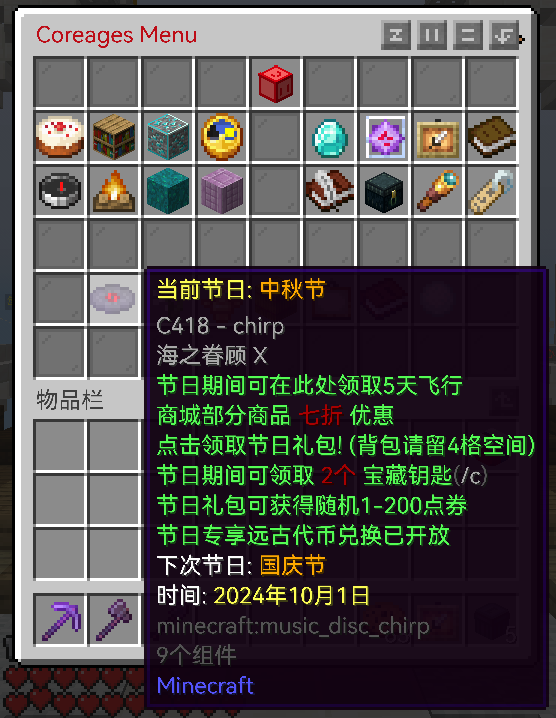 Coreages Menu
当前节日: 中秋节
C418 - chirp
海之眷顾 X
节日期间可在此处领取5天飞行
商城部分商品 七折 优惠
点击领取节日礼包! (背包请留4格空间)
节日期间可领取 2个 宝藏钥匙(/c)
节日礼包可获得随机1-200点券
节日专享远古代币兑换已开放
下次节日: 国庆节
时间: 2024年10月1日
minecraft:music_disc_chirp
9个组件
Minecraft
物品栏